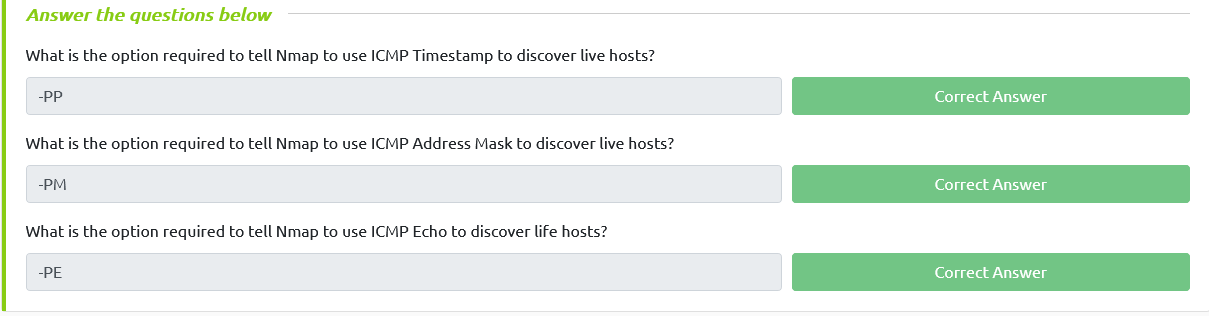 Answer the questions below
What is the option required to tell Nmap to use ICMP Timestamp to discover live hosts?
-PP
Correct Answer
What is the option required to tell Nmap to use ICMP Address Mask to discover live hosts?
-PM
Correct Answer
What is the option required to tell Nmap to use ICMP Echo to discover life hosts?
-PE
Correct Answer